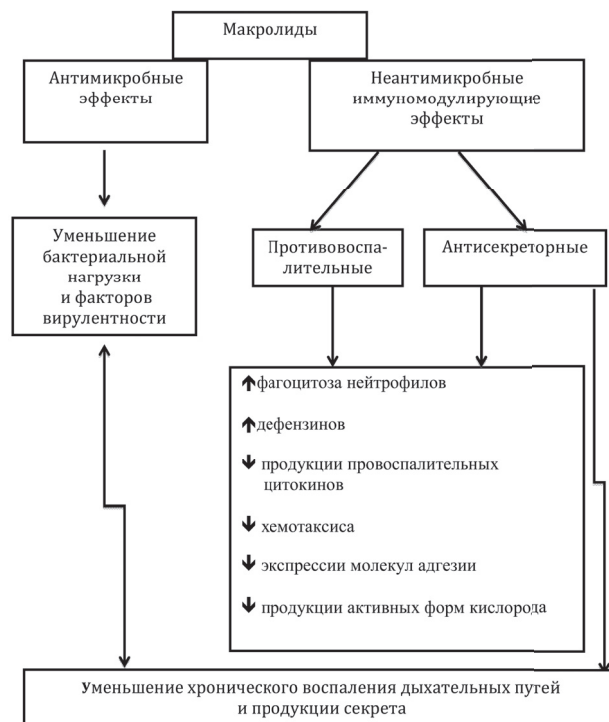 Макролиды
Антимикробные
эффекты
Неантимикробные
иммуномодулирующие
эффекты
Уменьшение
бактериальной
нагрузки
и факторов
вирулентности
Противовоспа-
лительные
Антисекреторные
↑фагоцитоза нейтрофилов
↑дефензинов
↓ продукции провоспалительных
цитокинов
↓ хемотаксиса
↓ экспрессии молекул адгезии
↓ продукции активных форм кислорода
Уменьшение хронического воспаления дыхательных путей
и продукции секрета